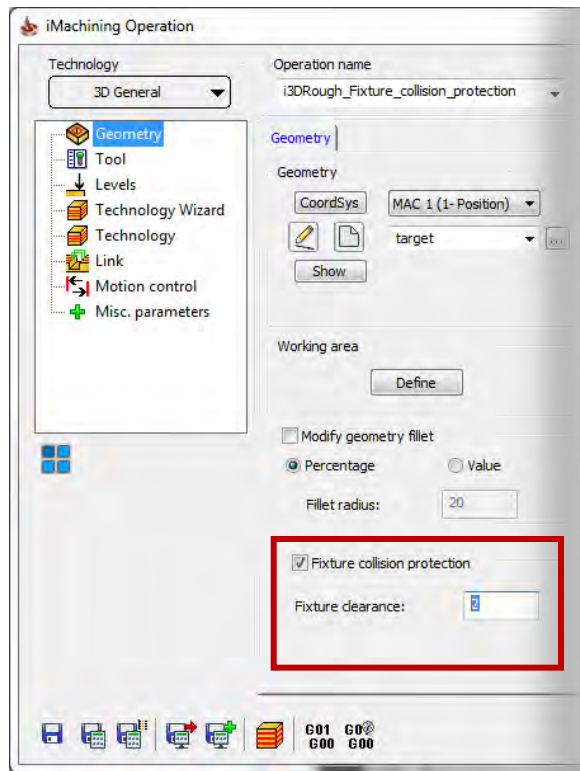 iMachining Operation
Technology
3D General
Operation name
i3DRough_Fixture_collision_protection
Geometry
Tool
Levels
Technology Wizard
Technology
Link
Motion control
Misc. parameters
Geometry
Geometry
CoordSys
MAC 1 (1- Position)
target
...
Show
Working area
Define
Modify geometry fillet
Percentage
Value
Fillet radius:
20
Fixture collision protection
Fixture clearance:
2
G01 G0
G00 G00